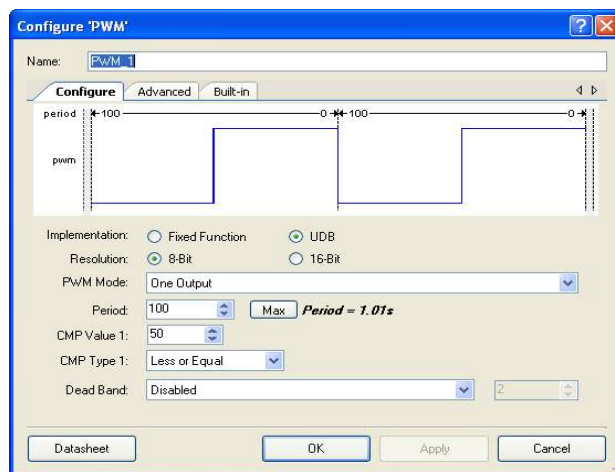 Configure 'PWM'
Name: PWM_1
Configure Advanced Built-in
period 100 0 100 0
pwm
Implementation: Fixed Function UDB
Resolution: 8-Bit 16-Bit
PWM Mode: One Output
Period: 100 Max Period = 1.01s
CMP Value 1: 50
CMP Type 1: Less or Equal
Dead Band: Disabled 2
Datasheet OK Apply Cancel